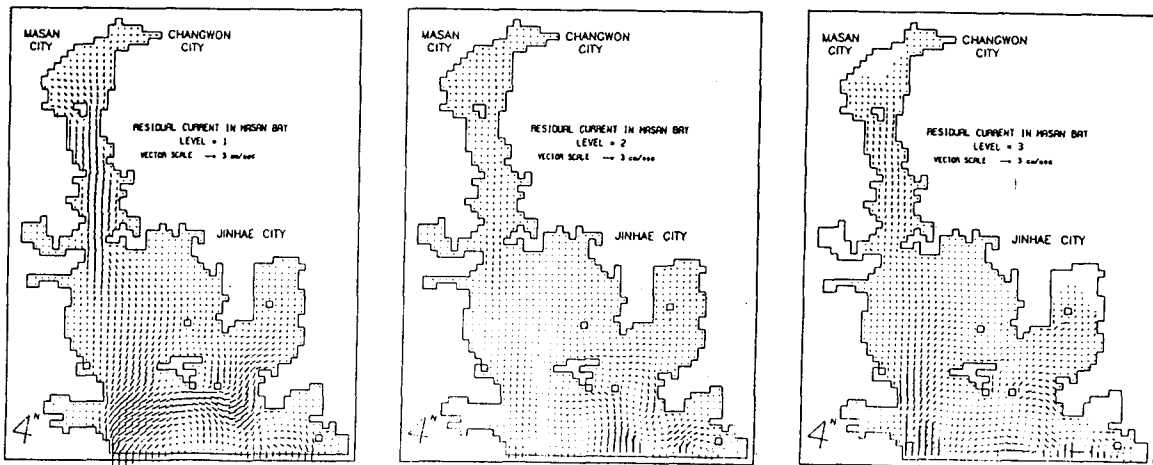 MASAN
CITY
CHANGWON
CITY
RESIDUAL CURRENT IN MASAN BAY
LEVEL = 1
VECTOR SCALE → 3 cm/sec
JINHAE CITY
N
MASAN
CITY
CHANGWON
CITY
RESIDUAL CURRENT IN MASAN BAY
LEVEL = 2
VECTOR SCALE → 3 cm/sec
JINHAE CITY
N
MASAN
CITY
CHANGWON
CITY
RESIDUAL CURRENT IN MASAN BAY
LEVEL = 3
VECTOR SCALE → 3 cm/sec
JINHAE CITY
N